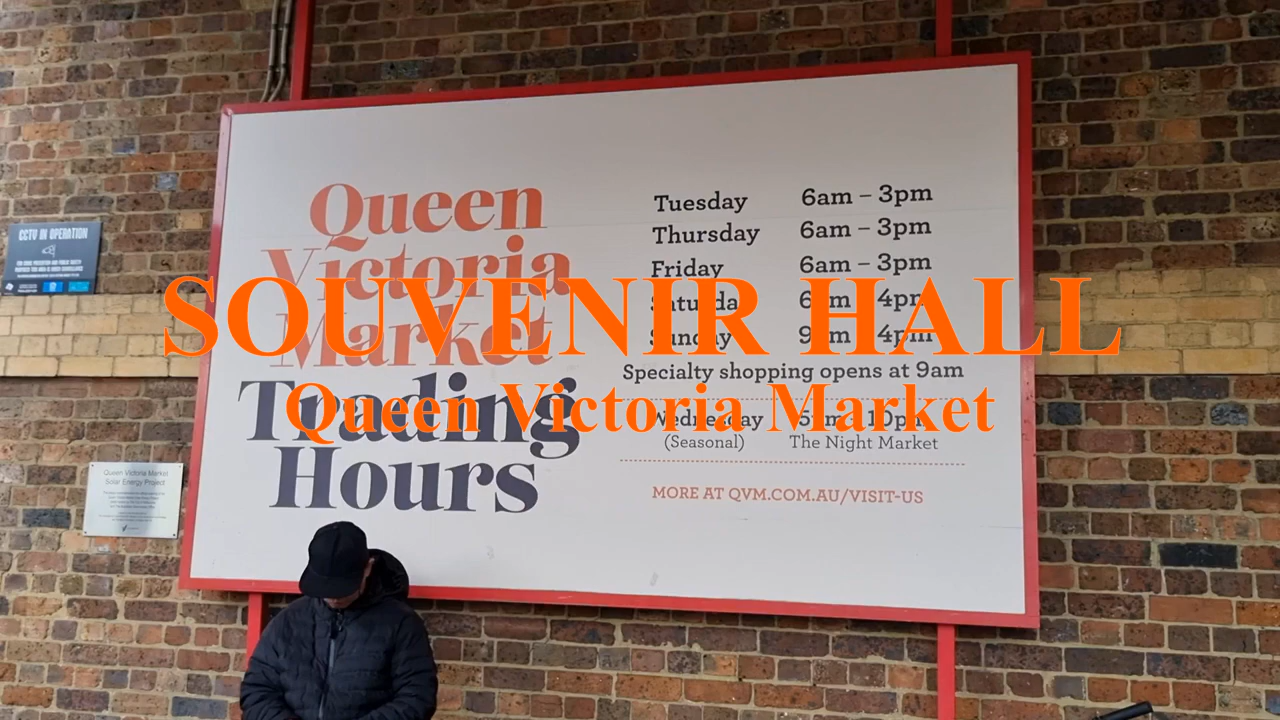 CCTV IN OPERATION
Queen
Victoria
Market
Trading
Hours
Tuesday 6am – 3pm
Thursday 6am – 3pm
Friday 6am – 3pm
Saturday 6am – 4pm
Sunday 9am – 4pm
Specialty shopping opens at 9am
Wednesday 5pm – 10pm
(Seasonal) The Night Market
MORE AT QVM.COM.AU/VISIT-US
SOUVENIR HALL
Queen Victoria Market
Queen Victoria Market
Solar Energy Project